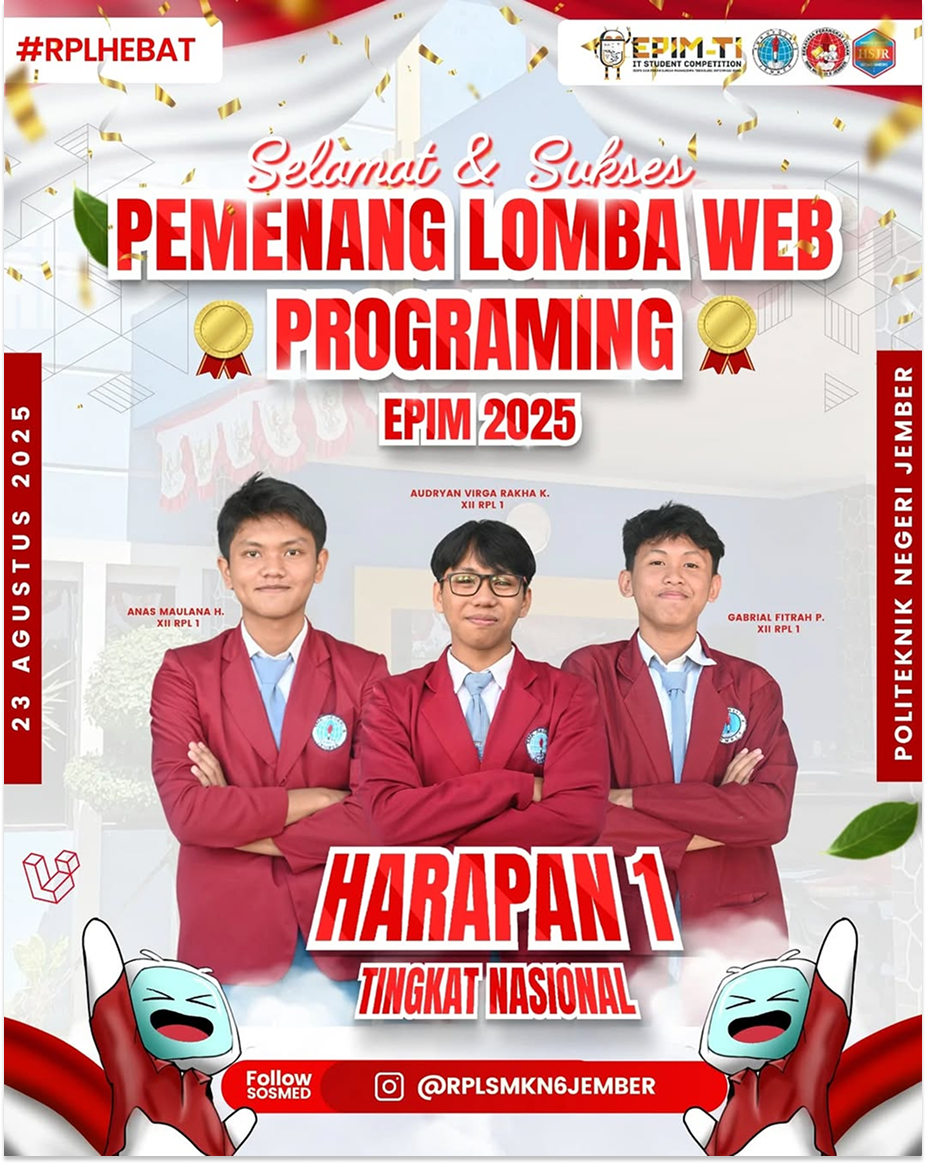 #RPLHEBAT
EPIM-TI
IT STUDENT COMPETITION
HSJR
Selamat & Sukses
PEMENANG LOMBA WEB
PROGRAMING
EPIM 2025
23 AGUSTUS 2025
POLITEKNIK NEGERI JEMBER
AUDRYAN VIRGA RAKHA K.
XII RPL 1
ANAS MAULANA H.
XII RPL 1
GABRIAL FITRAH P.
XII RPL 1
HARAPAN 1
TINGKAT NASIONAL
Follow
SOSMED
@RPLSMKN6JEMBER